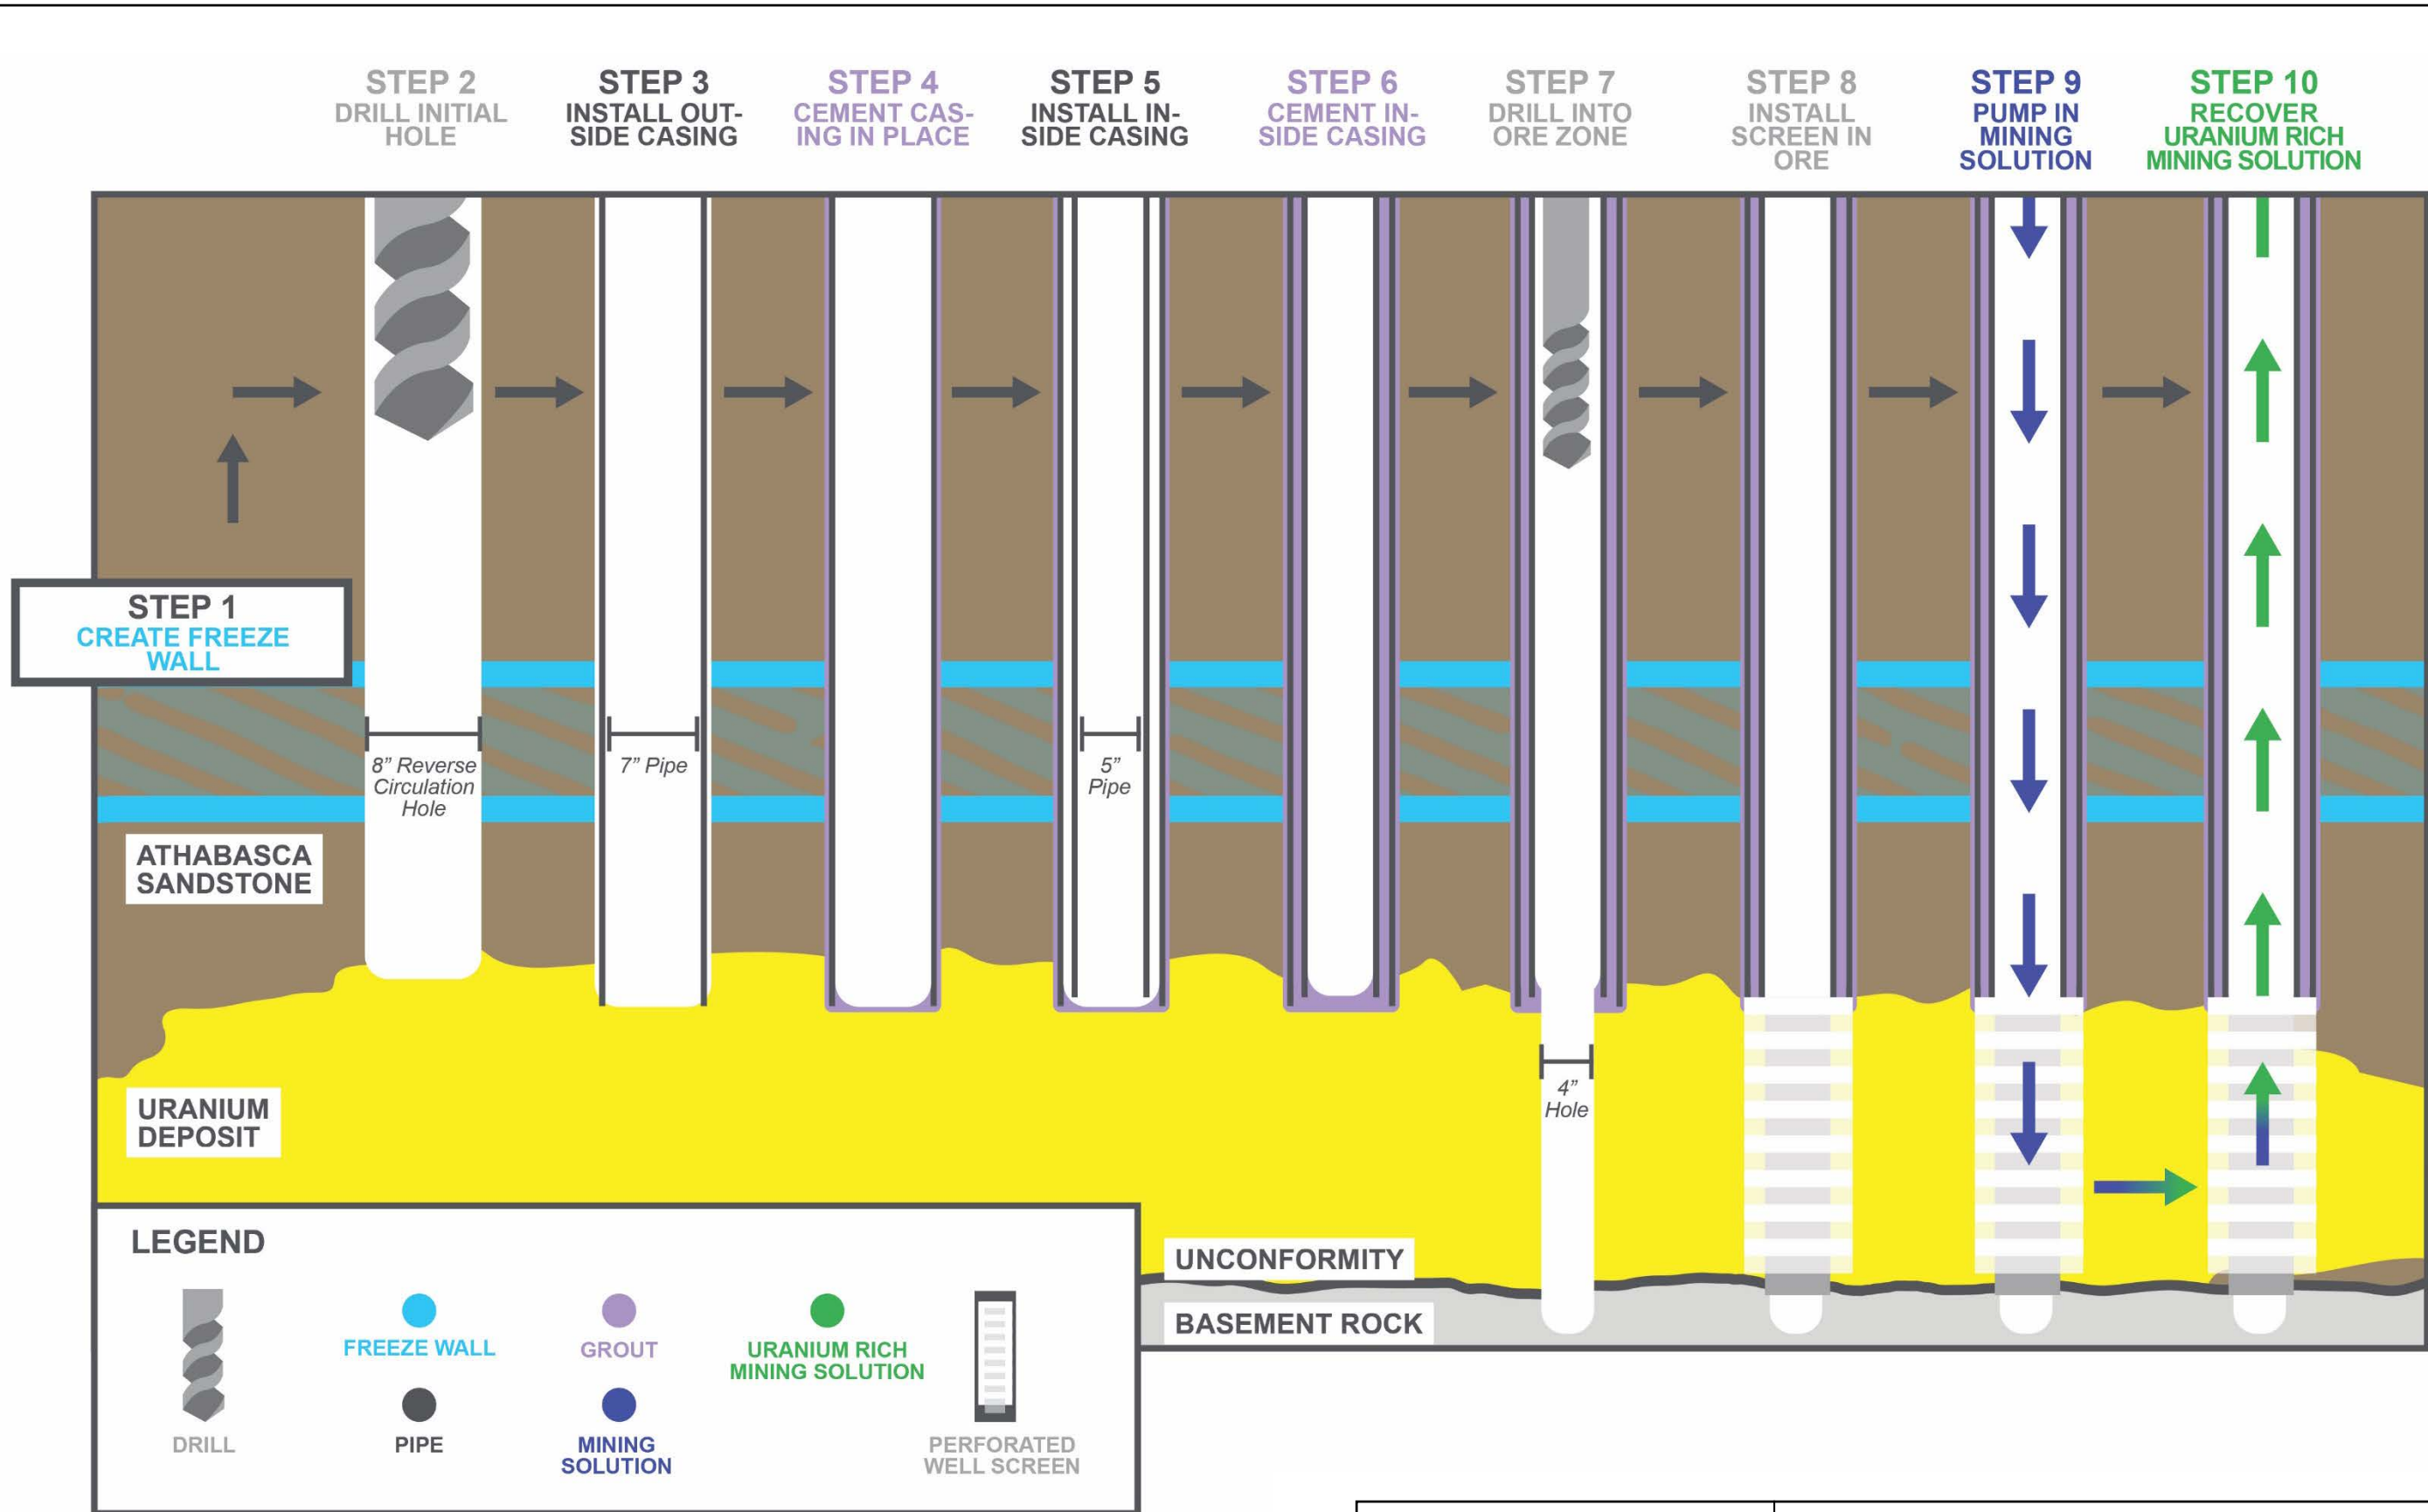 STEP 2
DRILL INITIAL
HOLE
STEP 3
INSTALL OUT-
SIDE CASING
STEP 4
CEMENT CAS-
ING IN PLACE
STEP 5
INSTALL IN-
SIDE CASING
STEP 6
CEMENT IN-
SIDE CASING
STEP 7
DRILL INTO
ORE ZONE
STEP 8
INSTALL
SCREEN IN
ORE
STEP 9
PUMP IN
MINING
SOLUTION
STEP 10
RECOVER
URANIUM RICH
MINING SOLUTION
STEP 1
CREATE FREEZE
WALL
8” Reverse
Circulation
Hole
7” Pipe
5”
Pipe
ATHABASCA
SANDSTONE
4”
Hole
URANIUM
DEPOSIT
UNCONFORMITY
BASEMENT ROCK
LEGEND
DRILL
FREEZE WALL
PIPE
GROUT
MINING
SOLUTION
URANIUM RICH
MINING SOLUTION
PERFORATED
WELL SCREEN